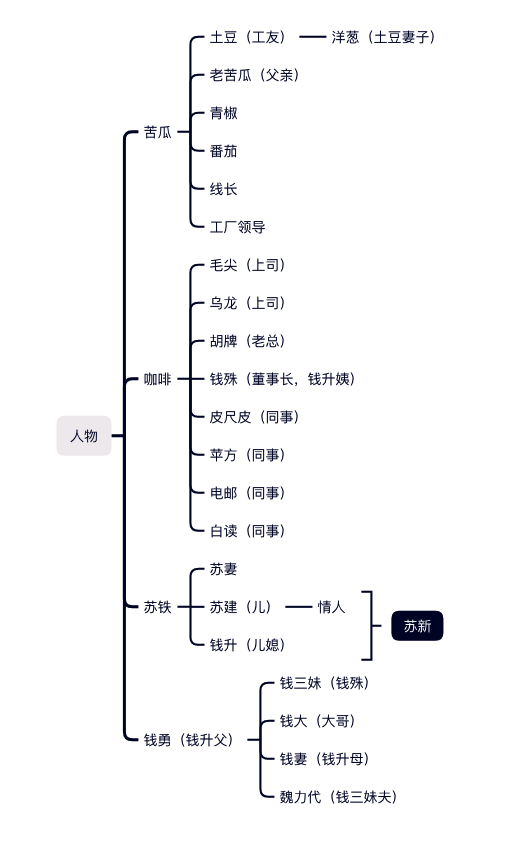 人物
苦瓜
土豆（工友）
洋葱（土豆妻子）
老苦瓜（父亲）
青椒
番茄
线长
工厂领导
咖啡
毛尖（上司）
乌龙（上司）
胡牌（老总）
钱殊（董事长，钱升姨）
皮尺皮（同事）
苹方（同事）
电邮（同事）
白读（同事）
苏铁
苏妻
苏建（儿）
情人
钱升（儿媳）
苏新
钱勇（钱升父）
钱三妹（钱殊）
钱大（大哥）
钱妻（钱升母）
魏力代（钱三妹夫）